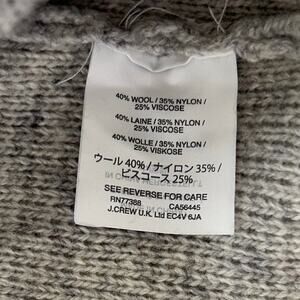 40% WOOL / 35% NYLON /
25% VISCOSE
40% LAINE / 35% NYLON /
25% VISCOSE
40% WOLLE / 35% NYLON /
25% VISKOSE
ウール 40% / ナイロン 35% /
ビスコース 25%
SEE REVERSE FOR CARE
RN77388 CA56445
J.CREW U.K. Ltd EC4V 6JA